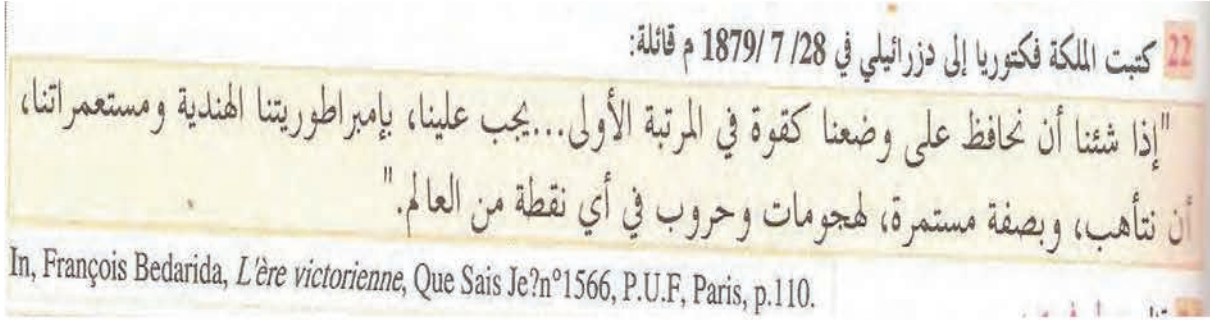 22 كتبت الملكة فكتوريا إلى دزرائيلي في 28/ 7 /1879 م قائلة:
"إذا شئنا أن نحافظ على وضعنا كقوة في المرتبة الأولى...يجب علينا، بإمبراطوريتنا الهندية ومستعمراتنا،
أن نتأهب، وبصفة مستمرة، لهجومات وحروب في أي نقطة من العالم."
In, François Bedarida, L'ère victorienne, Que Sais Je?n°1566, P.U.F, Paris, p.110.